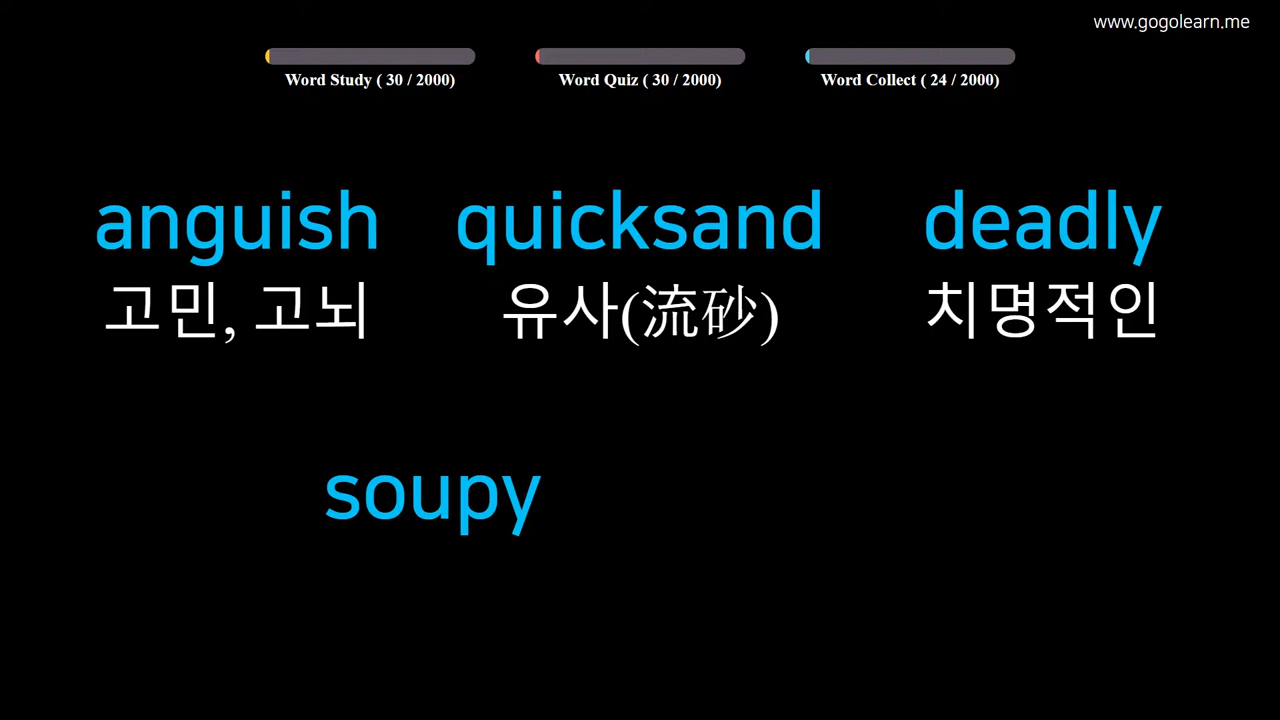 www.gogolearn.me
Word Study ( 30 / 2000)
Word Quiz ( 30 / 2000)
Word Collect ( 24 / 2000)
anguish
고민, 고뇌
quicksand
유사(流砂)
deadly
치명적인
soupy